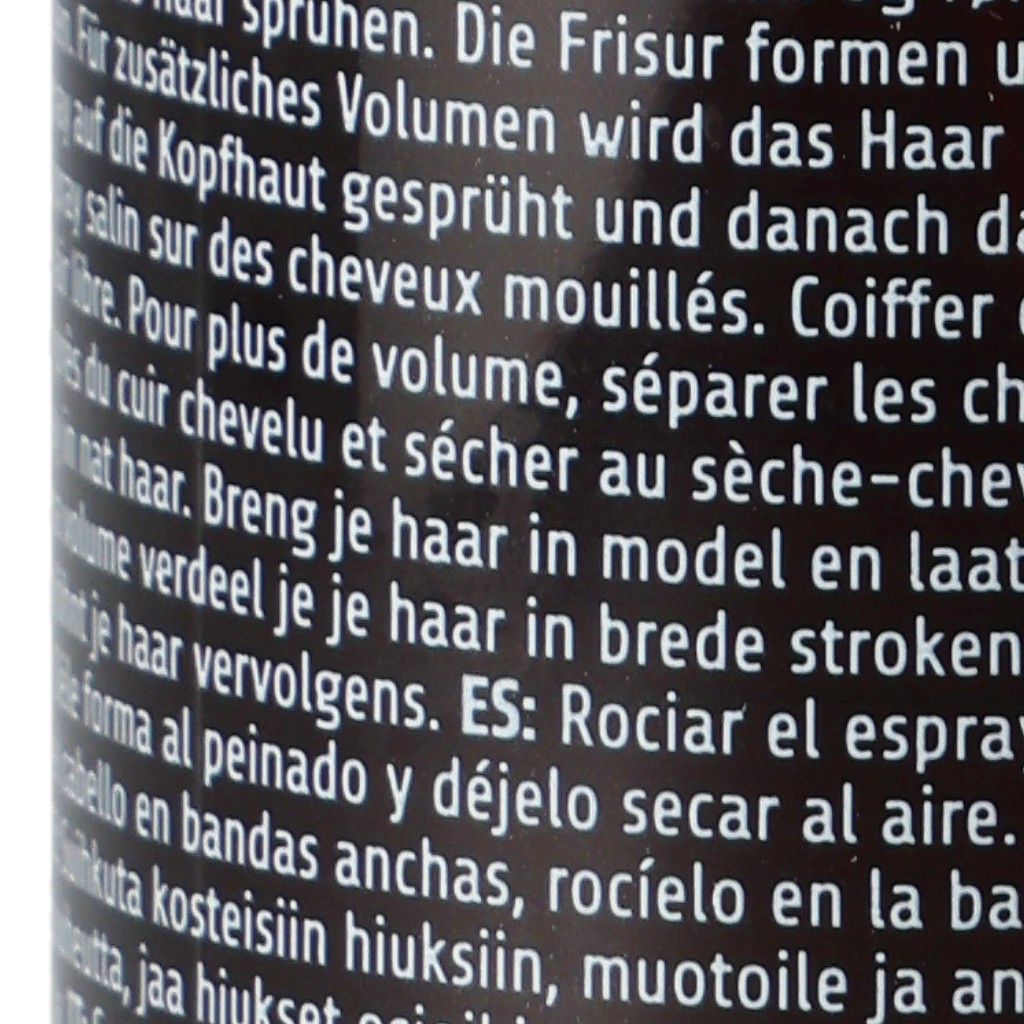 haar sprühen. Die Frisur formen u
Für zusätzliches Volumen wird das Haar
auf die Kopfhaut gesprüht und danach da
salin sur des cheveux mouillés. Coiffer
libre. Pour plus de volume, séparer les ch
du cuir chevelu et sécher au sèche-chev
nat haar. Breng je haar in model en laat
volume verdeel je je haar in brede stroken
je haar vervolgens. ES: Rociar el espray
forma al peinado y déjelo secar al aire.
cabello en bandas anchas, rocíelo en la ba
kosteisiin hiuksiin, muotoile ja an
jaa hiukset